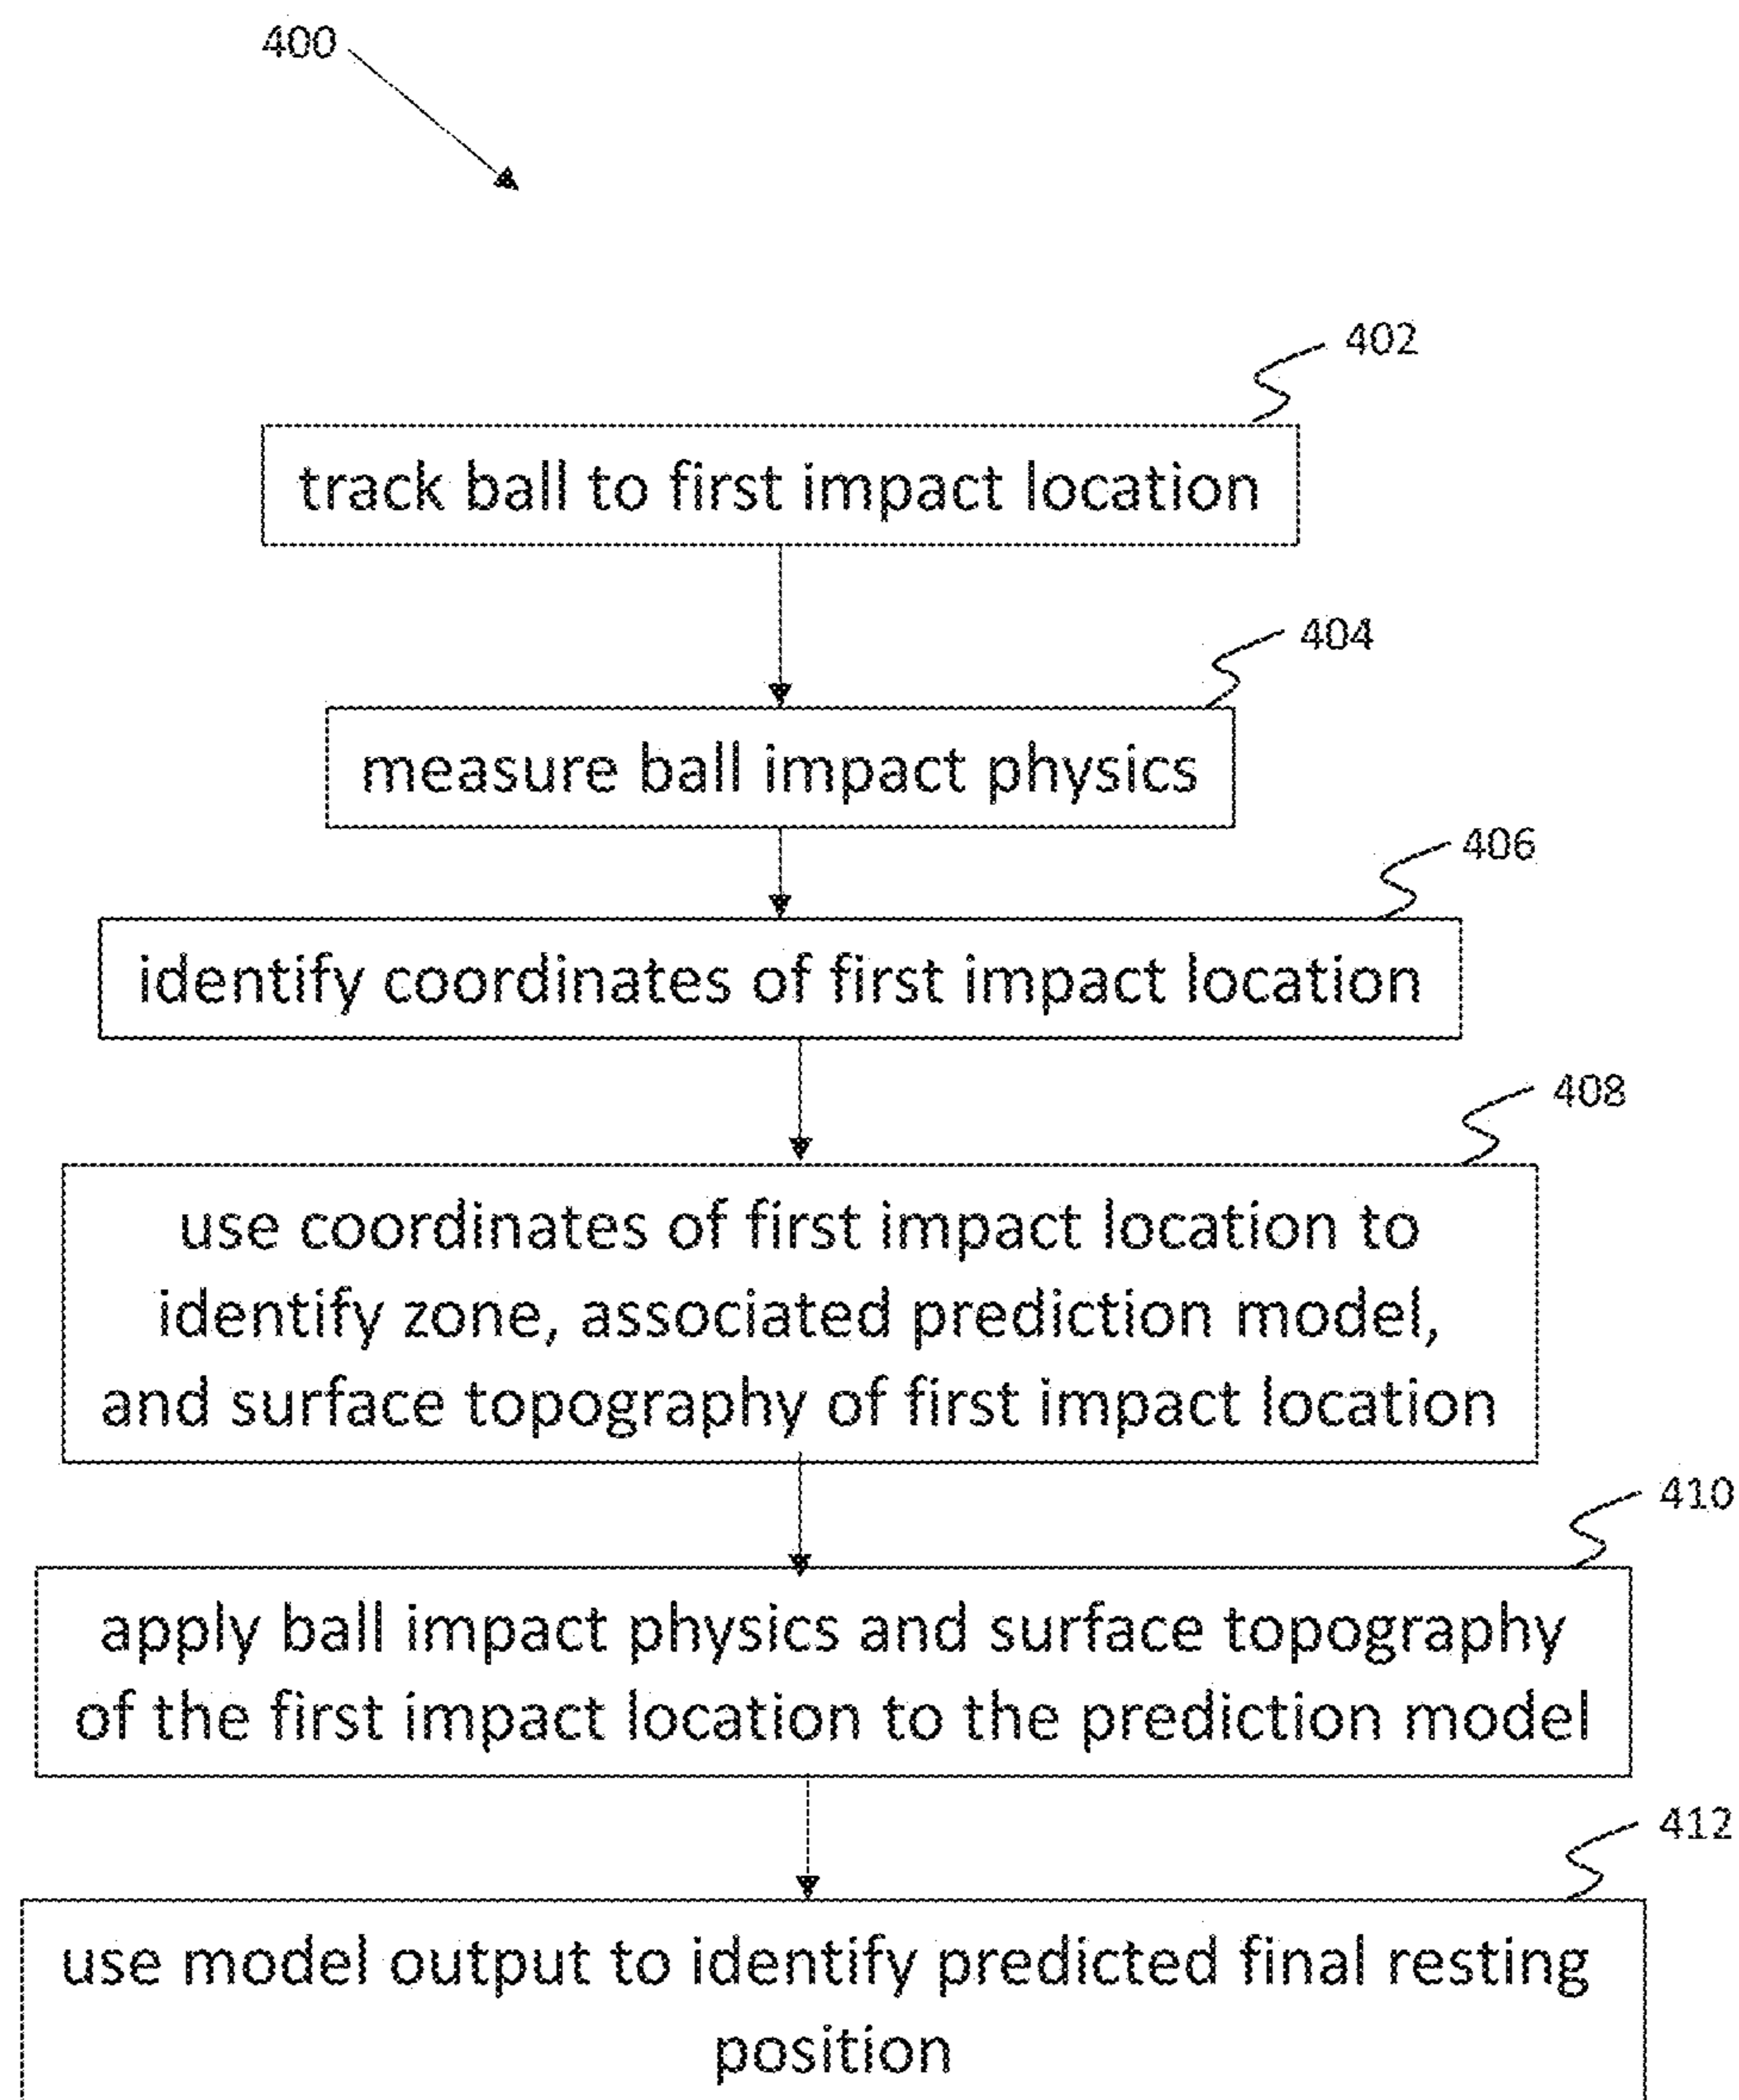 400
402
track ball to first impact location
404
measure ball impact physics
406
identify coordinates of first impact location
408
use coordinates of first impact location to
identify zone, associated prediction model,
and surface topography of first impact location
410
apply ball impact physics and surface topography
of the first impact location to the prediction model
412
use model output to identify predicted final resting
position